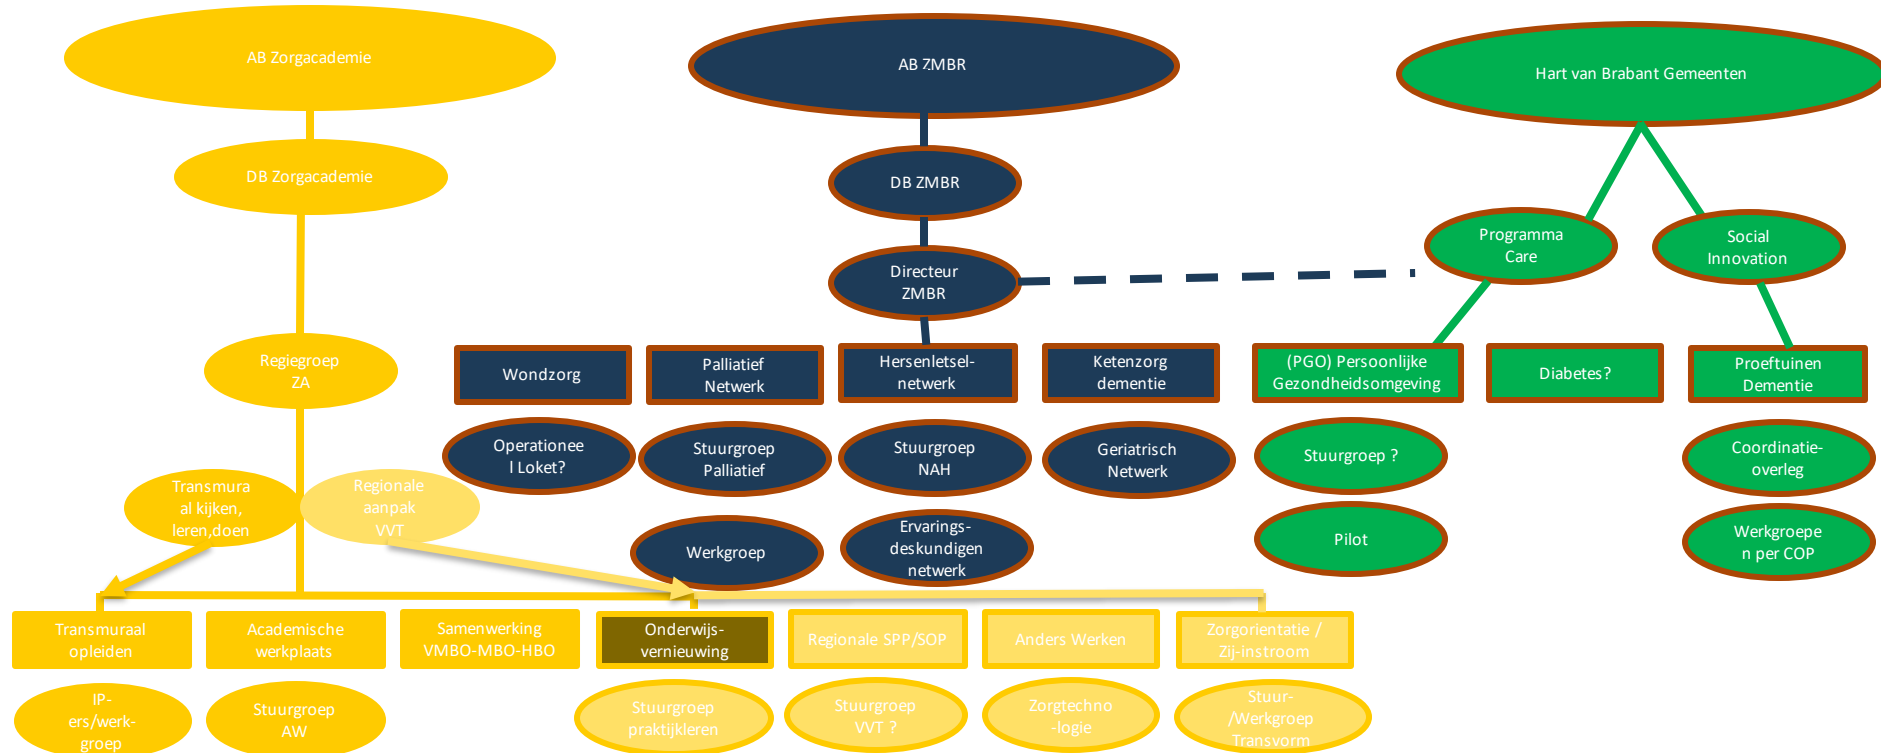 AB Zorgacademie
AB ZMBR
Hart van Brabant Gemeenten
DB Zorgacademie
DB ZMBR
Programma
Care
Social
Innovation
Directeur
ZMBR
Regiegroep
ZA
Wondzorg
Palliatief
Netwerk
Hersenletsel-
netwerk
Ketenzorg
dementie
(PGO) Persoonlijke
Gezondheidsomgeving
Diabetes?
Proeftuinen
Dementie
Operationee
l Loket?
Stuurgroep
Palliatief
Stuurgroep
NAH
Geriatrisch
Netwerk
Stuurgroep ?
Coordinatie-
overleg
Transmura
al kijken,
leren,doen
Regionale
aanpak
VVT
Werkgroep
Ervarings-
deskundigen
netwerk
Pilot
Werkgroepe
n per COP
Transmuraal
opleiden
Academische
werkplaats
Samenwerking
VMBO-MBO-HBO
Onderwijs-
vernieuwing
Regionale SPP/SOP
Anders Werken
Zorgorientatie /
Zij-instroom
IP-
ers/werk-
groep
Stuurgroep
AW
Stuurgroep
praktijkleren
Stuurgroep
VVT ?
Zorgtechno
-logie
Stuur-
/Werkgroep
Transvorm